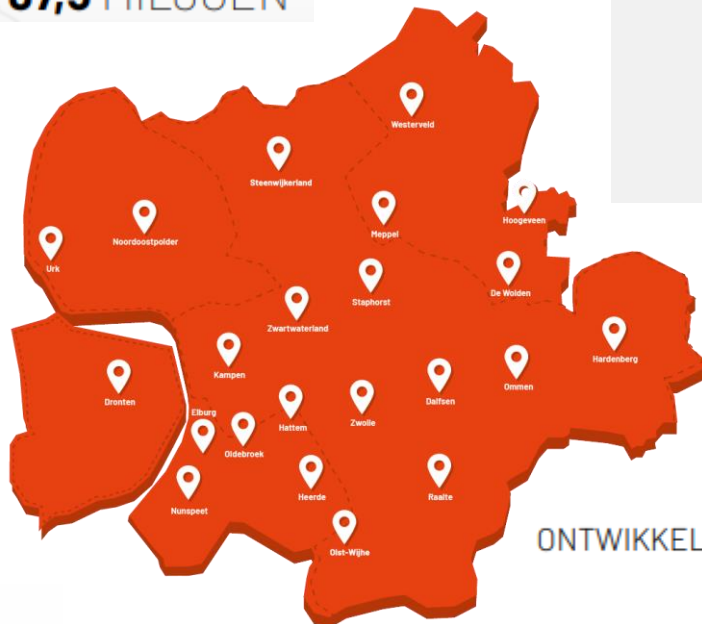 MILJOEN
Westerveld
Steenwijkerland
Hoogeveen
Meppel
Noordoostpolder
Urk
De Wolden
Staphorst
Zwartwaterland
Hardenberg
Kampen
Ommen
Dronten
Dalfsen
Elburg
Zwolle
Hattem
Oldebroek
Heerde
Raalte
Nunspeet
Olst-Wijhe
ONTWIKKEL